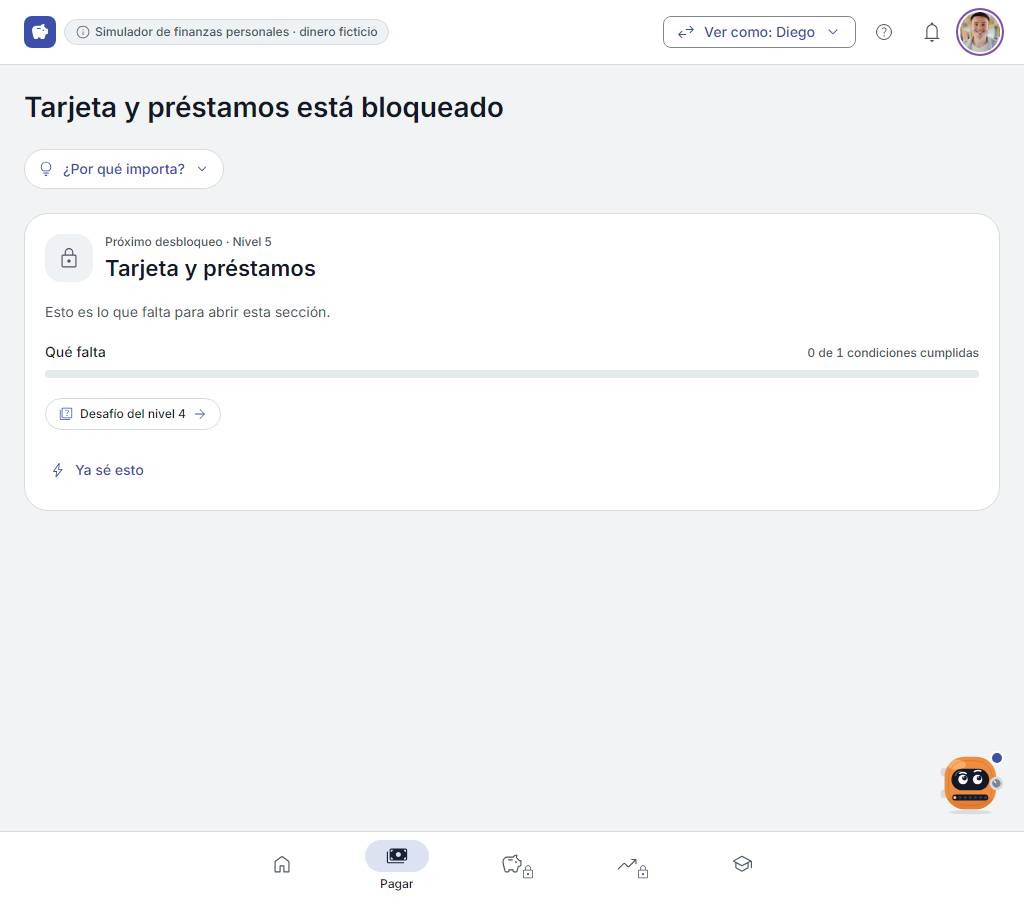 Simulador de finanzas personales · dinero ficticio
Ver como: Diego
Tarjeta y préstamos está bloqueado
¿Por qué importa?
Próximo desbloqueo · Nivel 5
Tarjeta y préstamos
Esto es lo que falta para abrir esta sección.
Qué falta
0 de 1 condiciones cumplidas
Desafío del nivel 4
Ya sé esto
Pagar